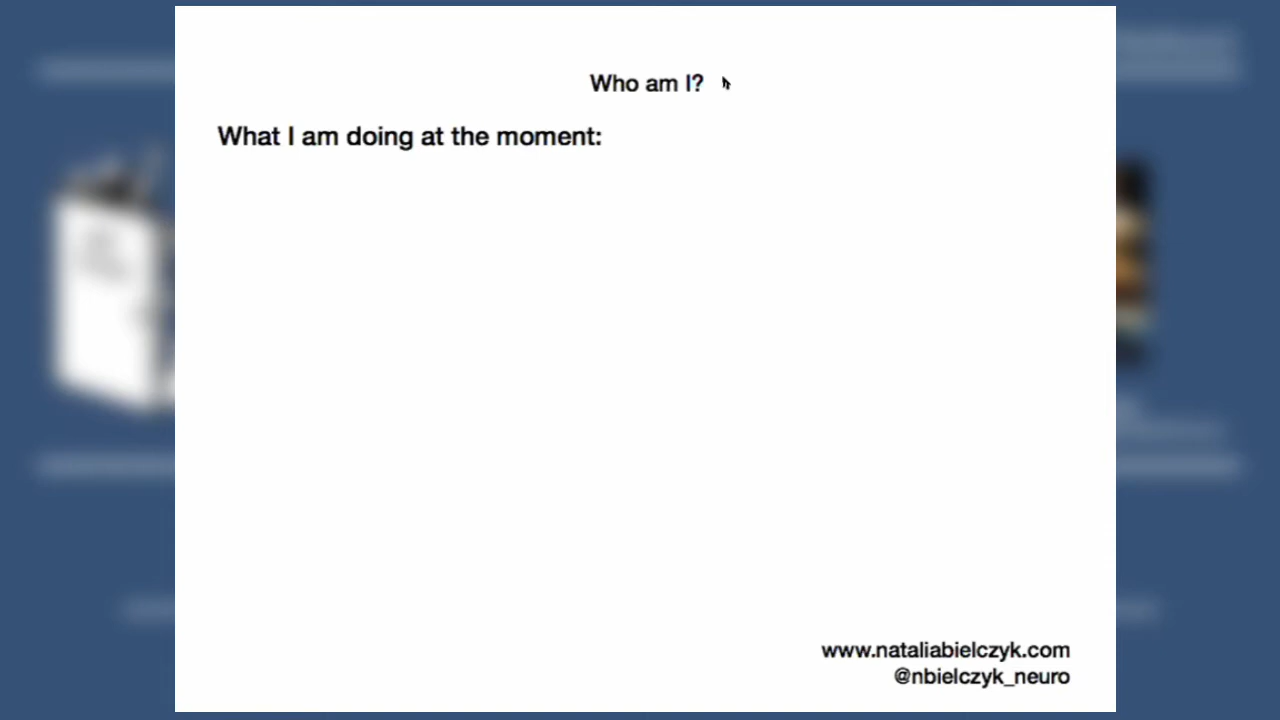 Who am I?
What I am doing at the moment:
www.nataliabielczyk.com
@nbielczyk_neuro